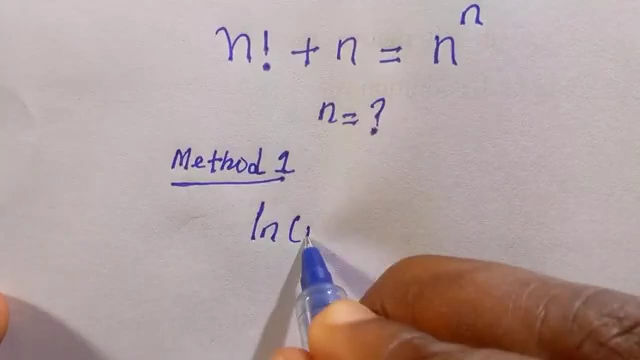 n! + n = n^n
n = ?
Method 1
ln(